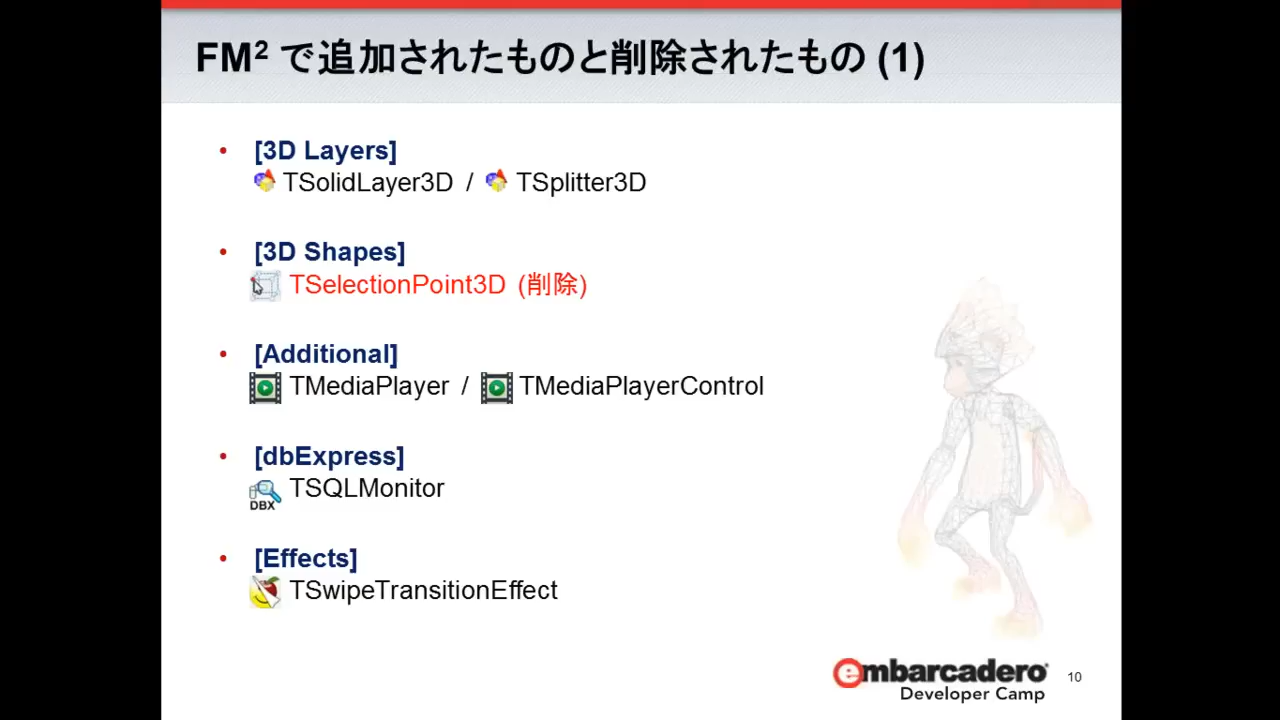 FM² で追加されたものと削除されたもの (1)
• [3D Layers]
TSolidLayer3D / TSplitter3D
• [3D Shapes]
TSelectionPoint3D (削除)
• [Additional]
TMediaPlayer / TMediaPlayerControl
• [dbExpress]
DBX TSQLMonitor
• [Effects]
TSwipeTransitionEffect
embarcadero®
Developer Camp
10